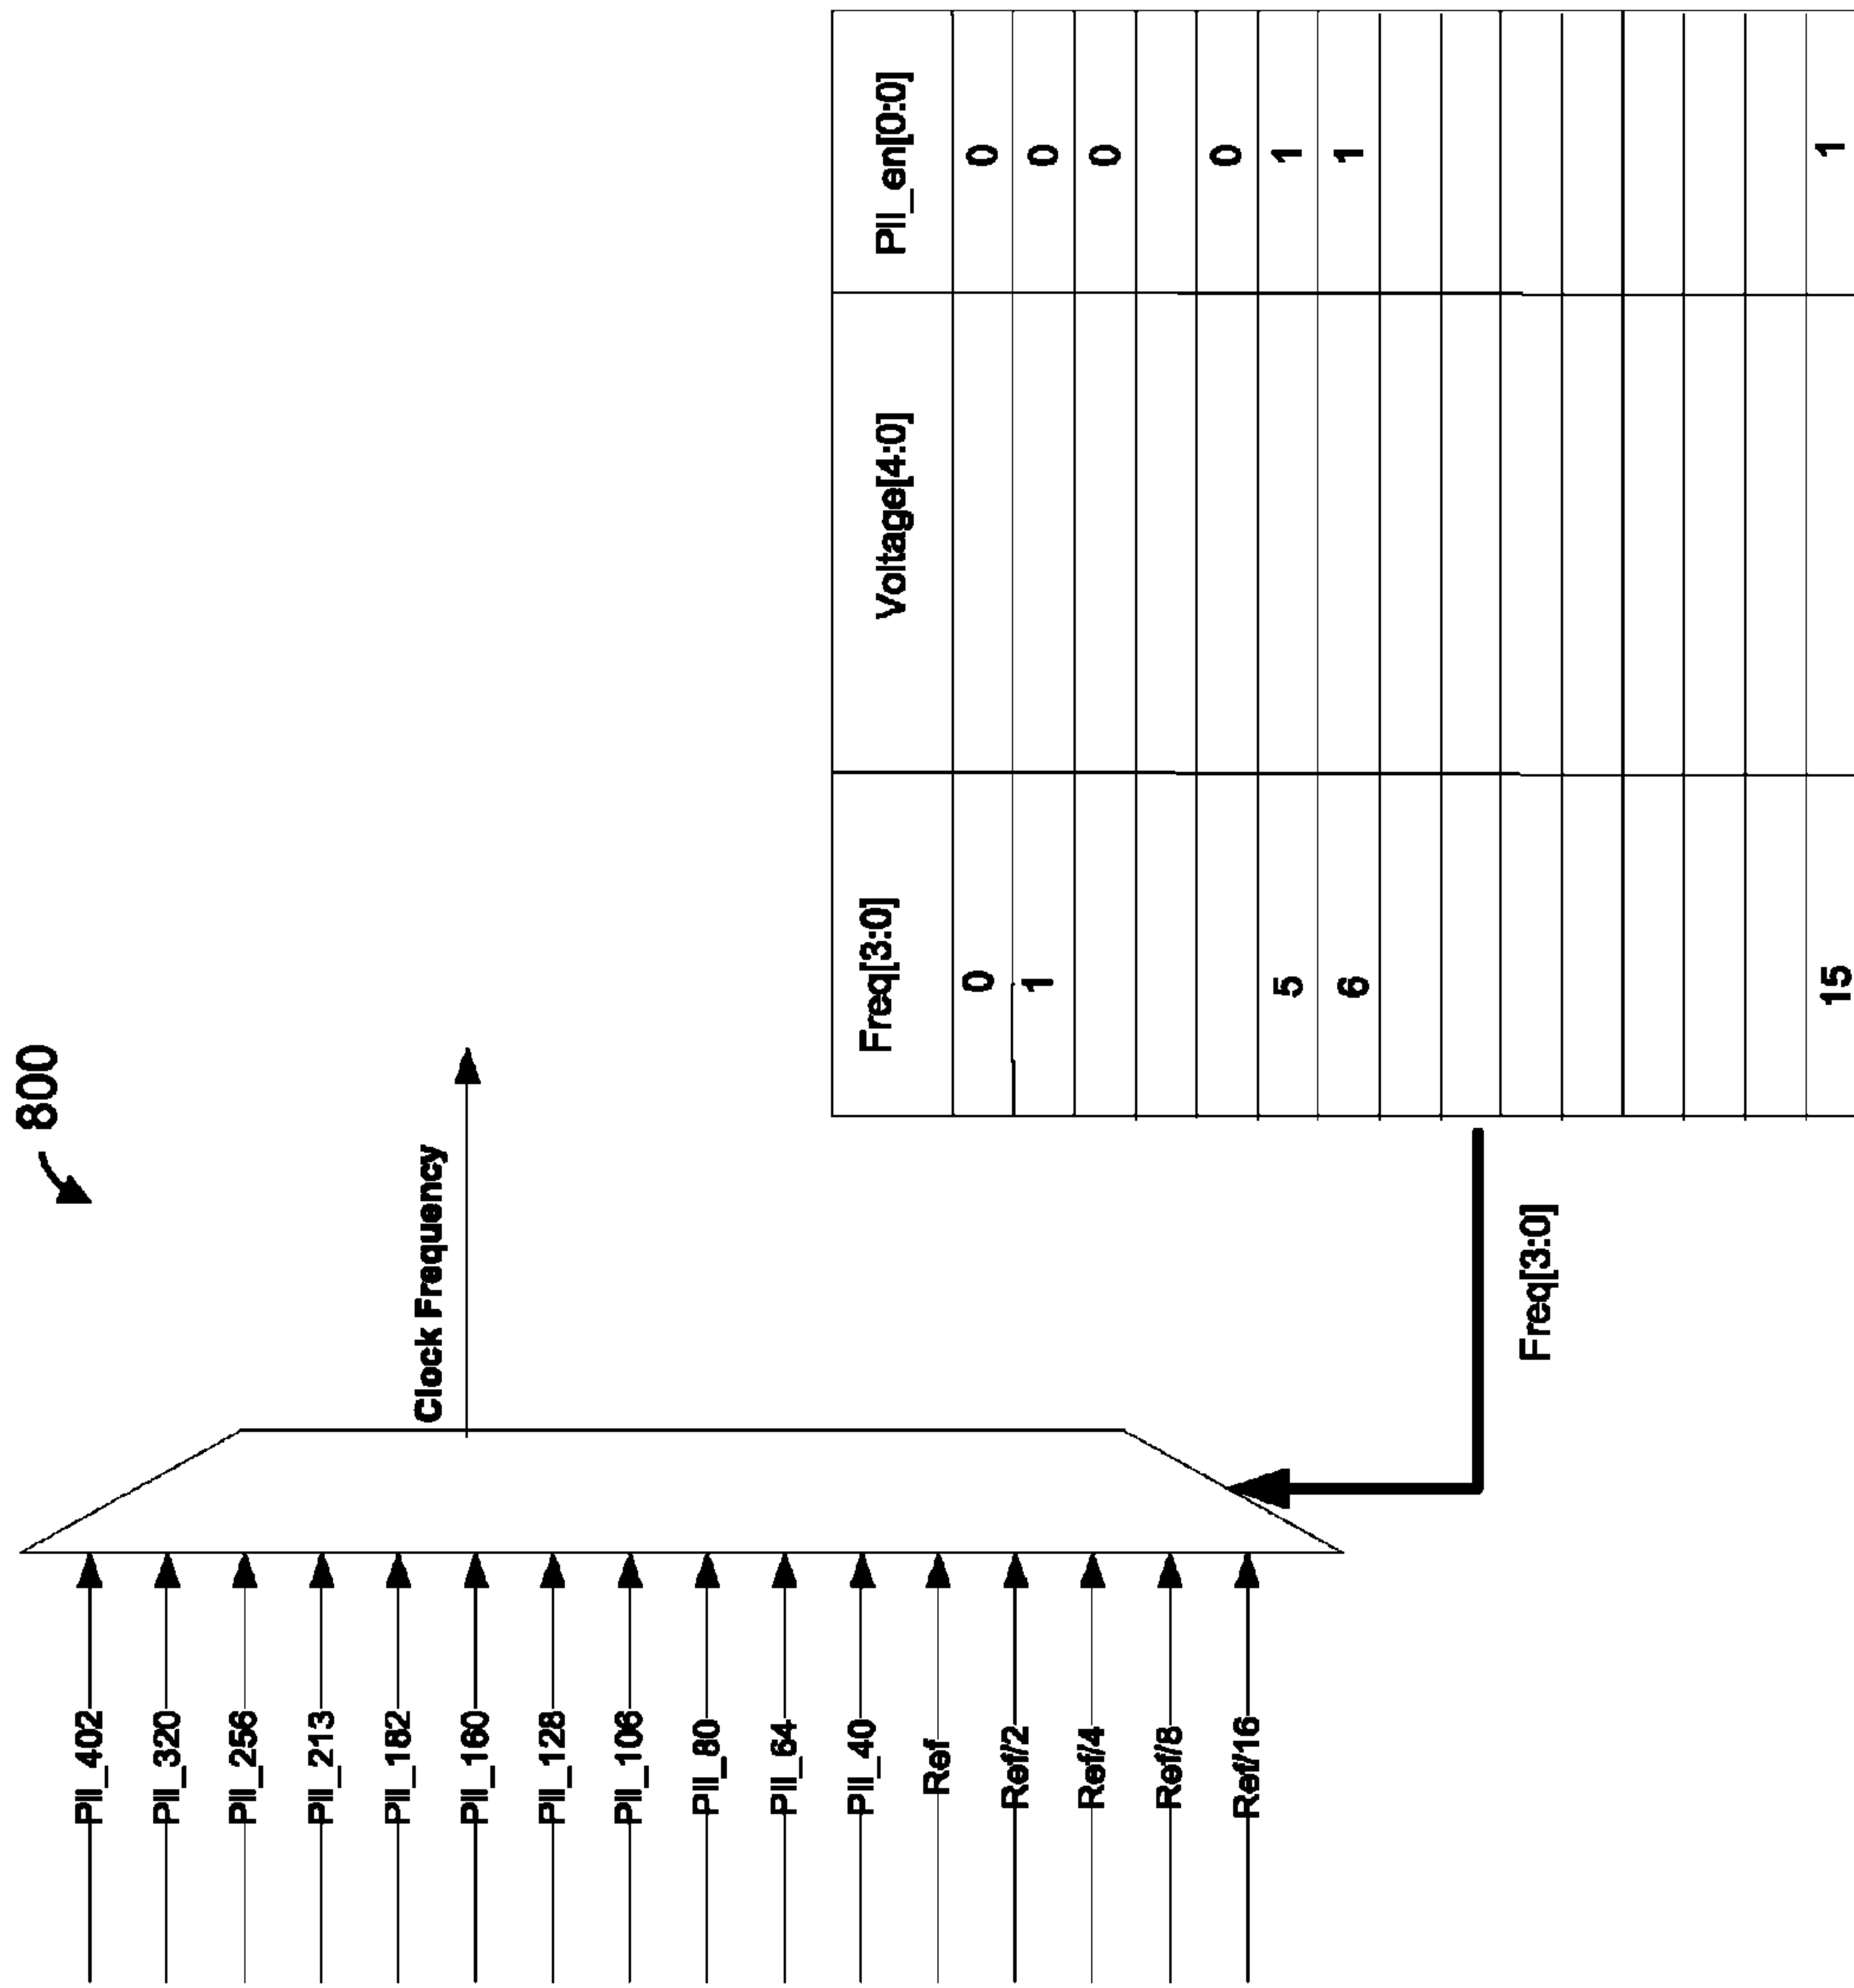 800
Pll_402
Pll_320
Pll_256
Pll_213
Pll_182
Pll_160
Pll_128
Pll_106
Pll_80
Pll_64
Pll_40
Ref
Ref/2
Ref/4
Ref/8
Ref/16
Clock Frequency
Freq[3:0]
Freq[3:0] Voltage[4:0] Pll_en[0:0]
0 0
1 0
0
0
5 1
6 1
15 1